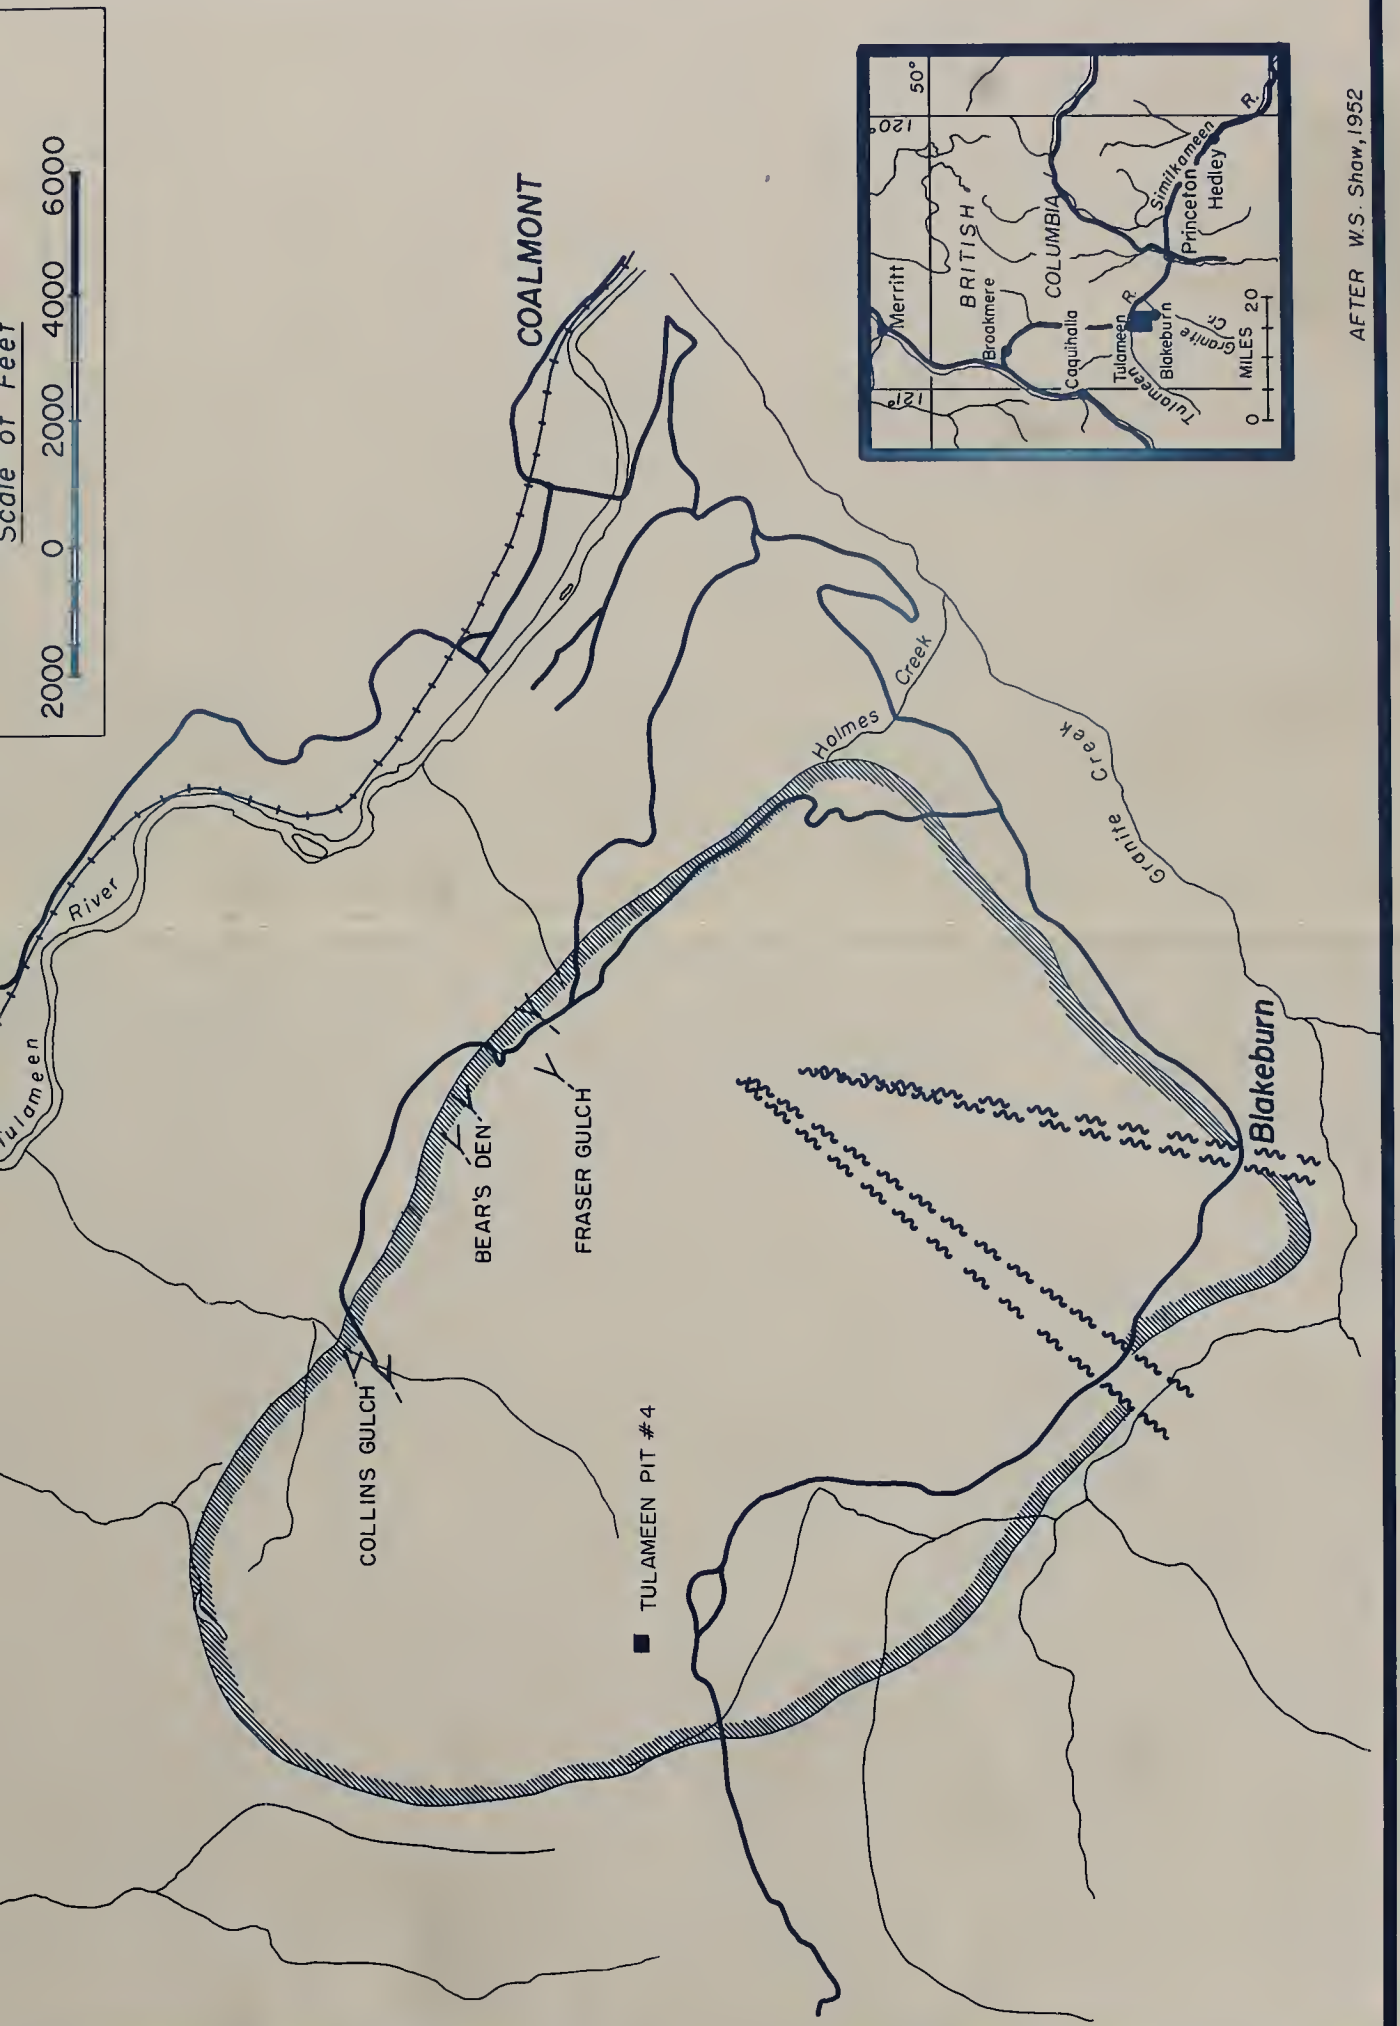 Scale of Feet
2000 0 2000 4000 6000
COALMONT
Tulameen
River
Holmes
Creek
Granite Creek
BEAR'S DEN
FRASER GULCH
COLLINS GULCH
TULAMEEN PIT #4
Blakeburn
50°
120°
121°
Merritt
BRITISH
COLUMBIA
Brookmere
Coquihalla
Tulameen
R.
Blakeburn
Tulameen
Granite
Cr.
Similkameen
R.
Princeton
Hedley
MILES
0 20
AFTER W.S. Shaw, 1952